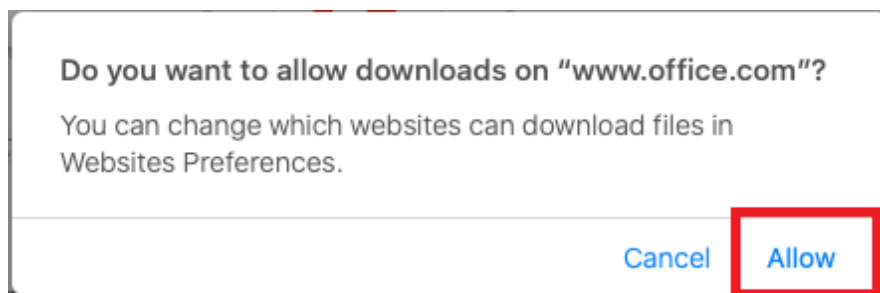 Do you want to allow downloads on “www.office.com”?
You can change which websites can download files in
Websites Preferences.
Cancel Allow